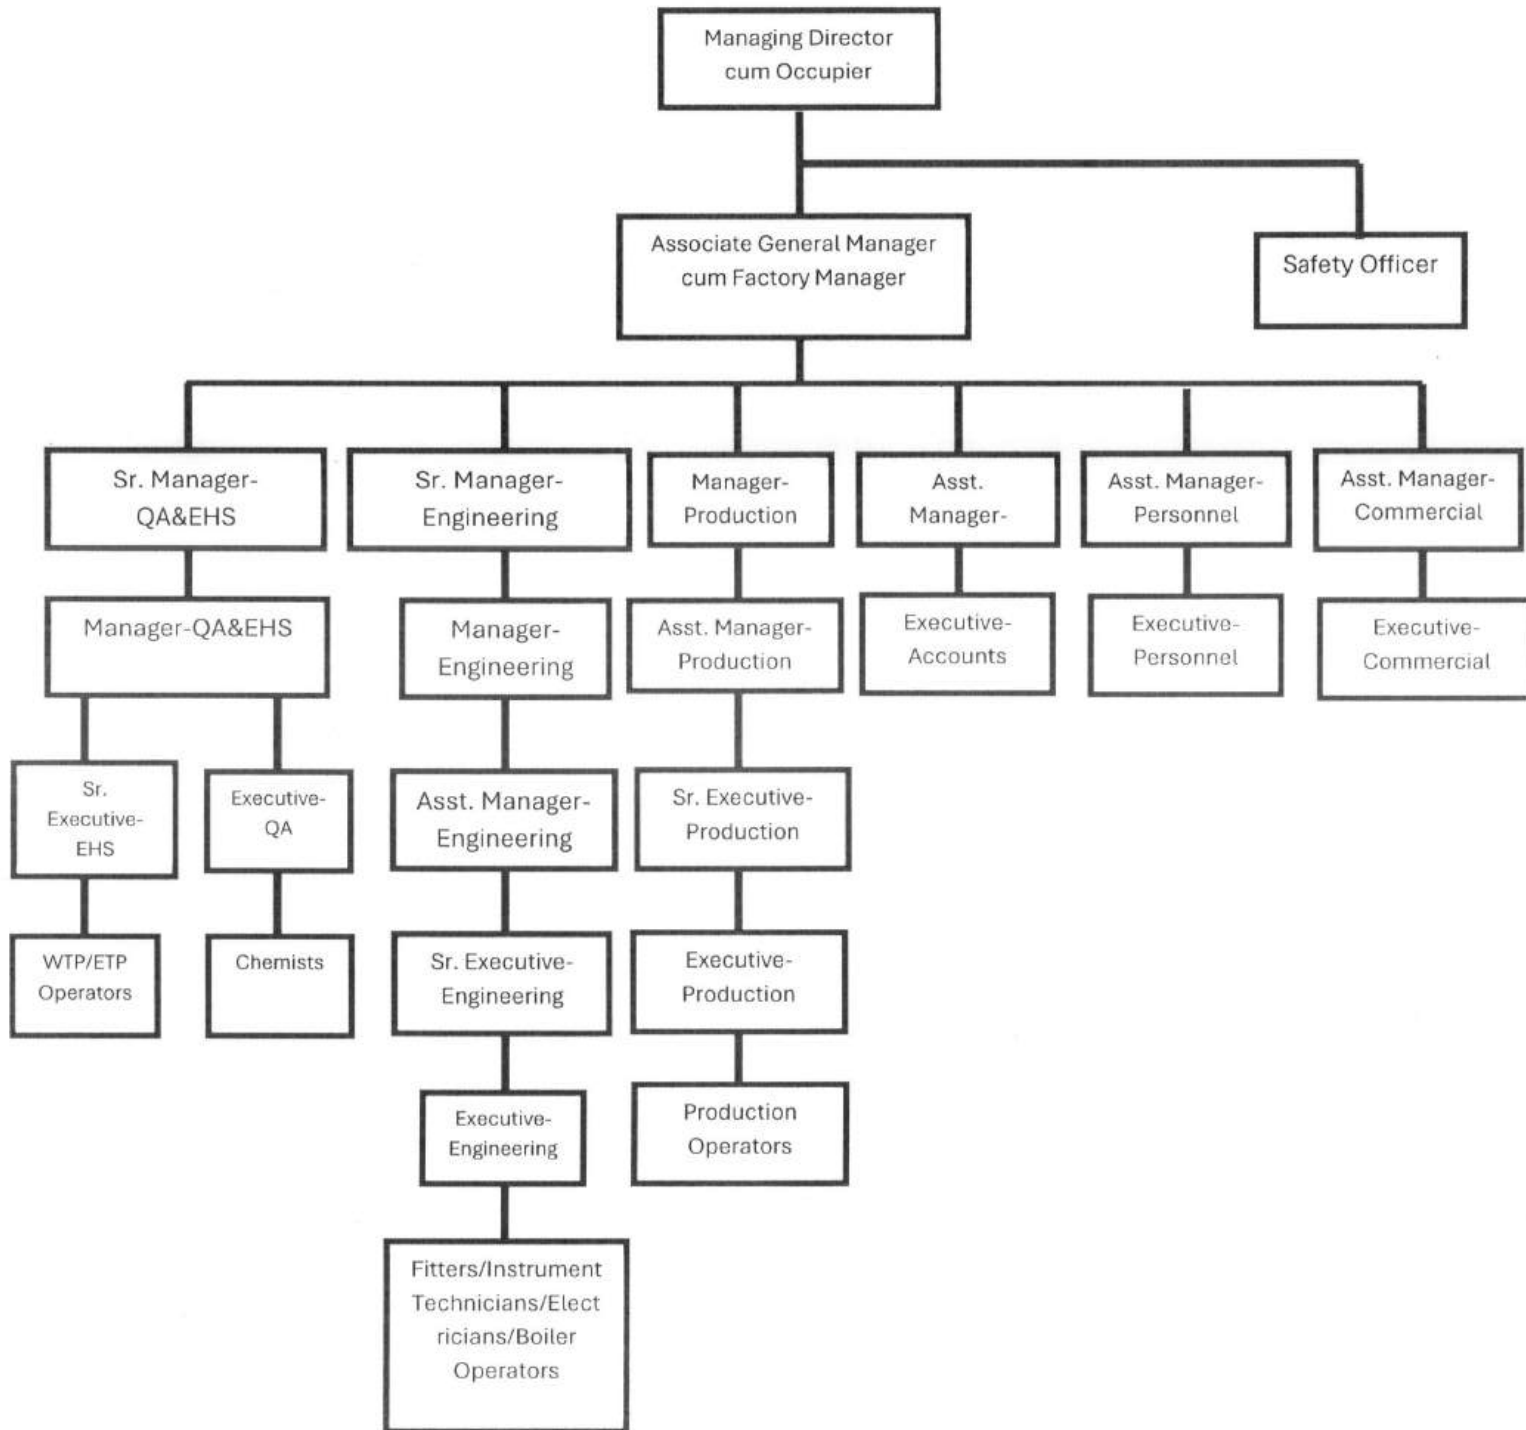 Managing Director
cum Occupier
Associate General Manager
cum Factory Manager
Safety Officer
Sr. Manager-
QA&EHS
Sr. Manager-
Engineering
Manager-
Production
Asst.
Manager-
Asst. Manager-
Personnel
Asst. Manager-
Commercial
Manager-QA&EHS
Manager-
Engineering
Asst. Manager-
Production
Executive-
Accounts
Executive-
Personnel
Executive-
Commercial
Sr.
Executive-
EHS
Executive-
QA
Asst. Manager-
Engineering
Sr. Executive-
Production
WTP/ETP
Operators
Chemists
Sr. Executive-
Engineering
Executive-
Production
Executive-
Engineering
Production
Operators
Fitters/Instrument
Technicians/Elect
ricians/Boiler
Operators